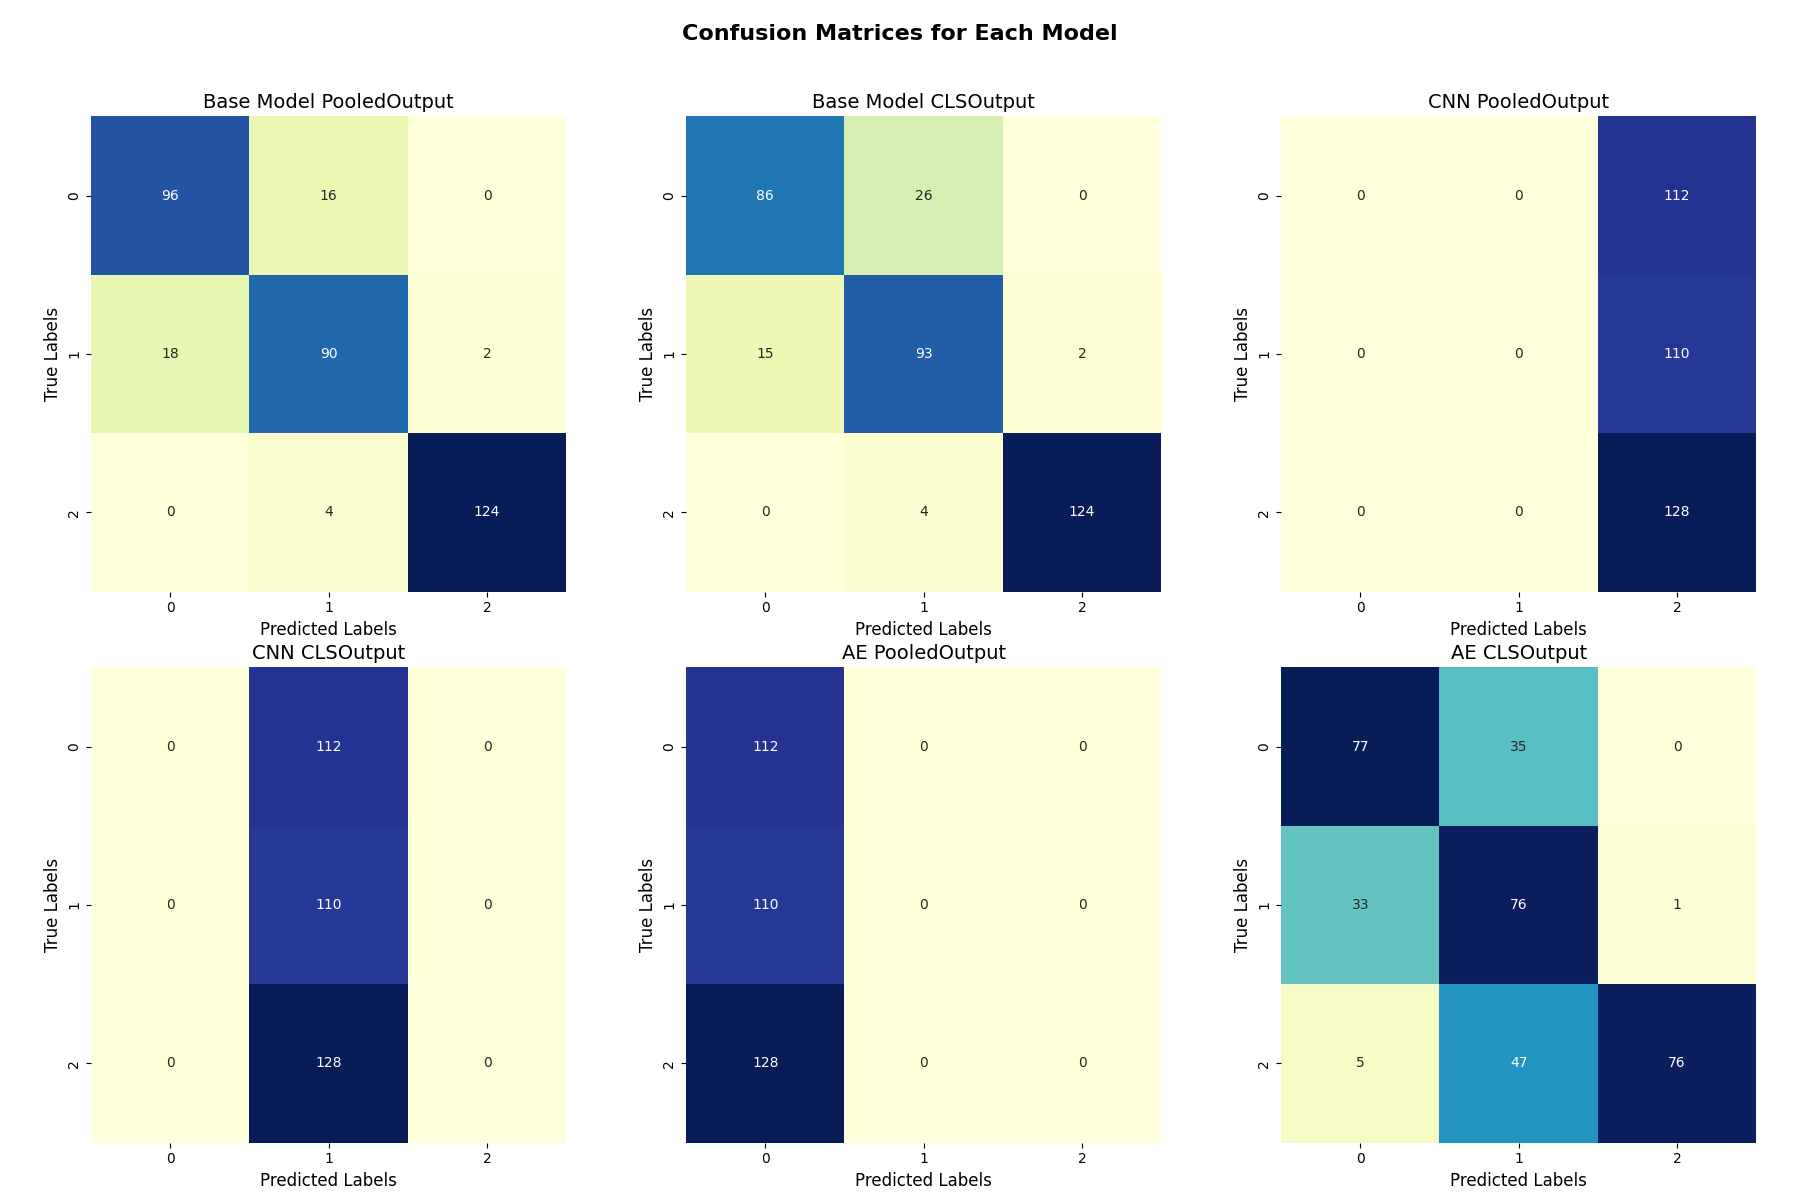 Confusion Matrices for Each Model
Base Model PooledOutput
True Labels
0 96 16 0
1 18 90 2
2 0 4 124
0 1 2
Predicted Labels
Base Model CLSOutput
True Labels
0 86 26 0
1 15 93 2
2 0 4 124
0 1 2
Predicted Labels
CNN PooledOutput
True Labels
0 0 0 112
1 0 0 110
2 0 0 128
0 1 2
Predicted Labels
CNN CLSOutput
True Labels
0 0 112 0
1 0 110 0
2 0 128 0
0 1 2
Predicted Labels
AE PooledOutput
True Labels
0 112 0 0
1 110 0 0
2 128 0 0
0 1 2
Predicted Labels
AE CLSOutput
True Labels
0 77 35 0
1 33 76 1
2 5 47 76
0 1 2
Predicted Labels